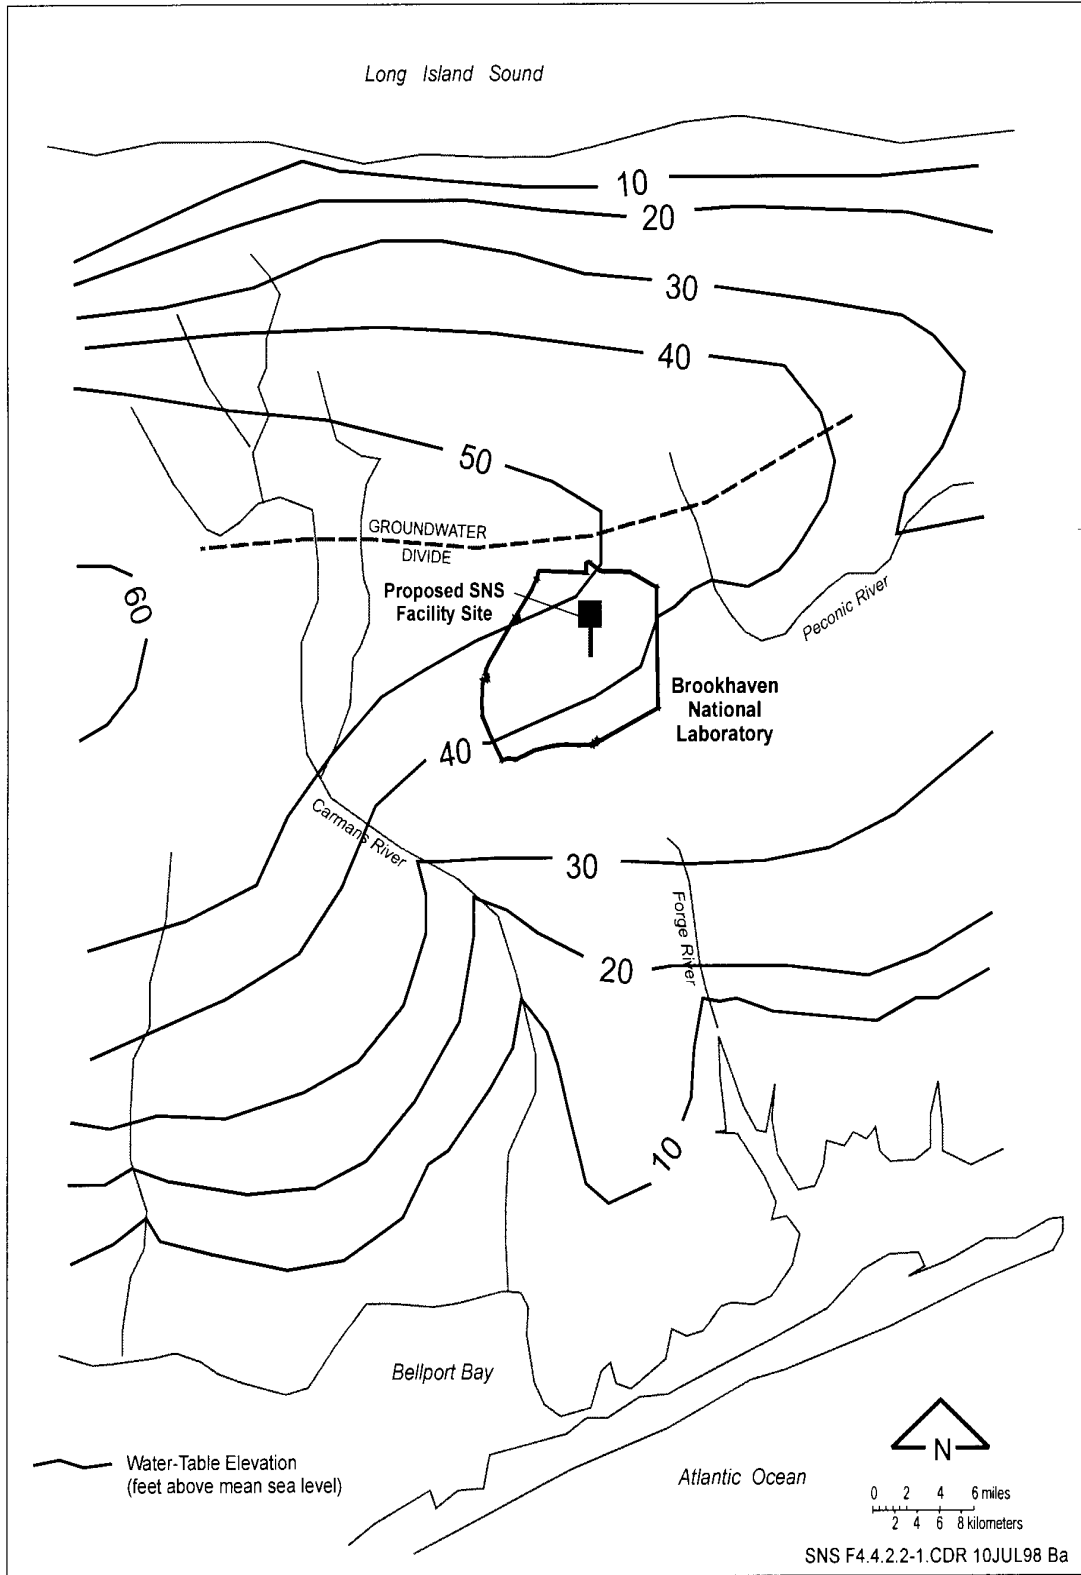 Long Island Sound
10
20
30
40
50
GROUNDWATER
DIVIDE
60
Proposed SNS
Facility Site
Peconic River
Brookhaven
National
Laboratory
40
Carmans River
30
Forge River
20
10
Bellport Bay
Water-Table Elevation
(feet above mean sea level)
Atlantic Ocean
N
0 2 4 6 miles
2 4 6 8 kilometers
SNS F4.4.2.2-1.CDR 10JUL98 Ba